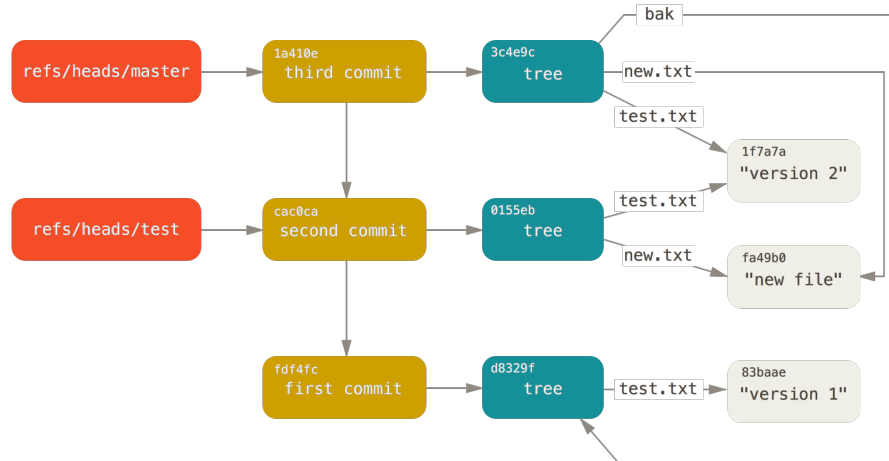 bak
1a410e
3c4e9c
refs/heads/master
third commit
tree
new.txt
test.txt
1f7a7a
"version 2"
cac0ca
0155eb
test.txt
refs/heads/test
second commit
tree
new.txt
fa49b0
"new file"
fdf4fc
d8329f
83baae
first commit
tree
test.txt
"version 1"